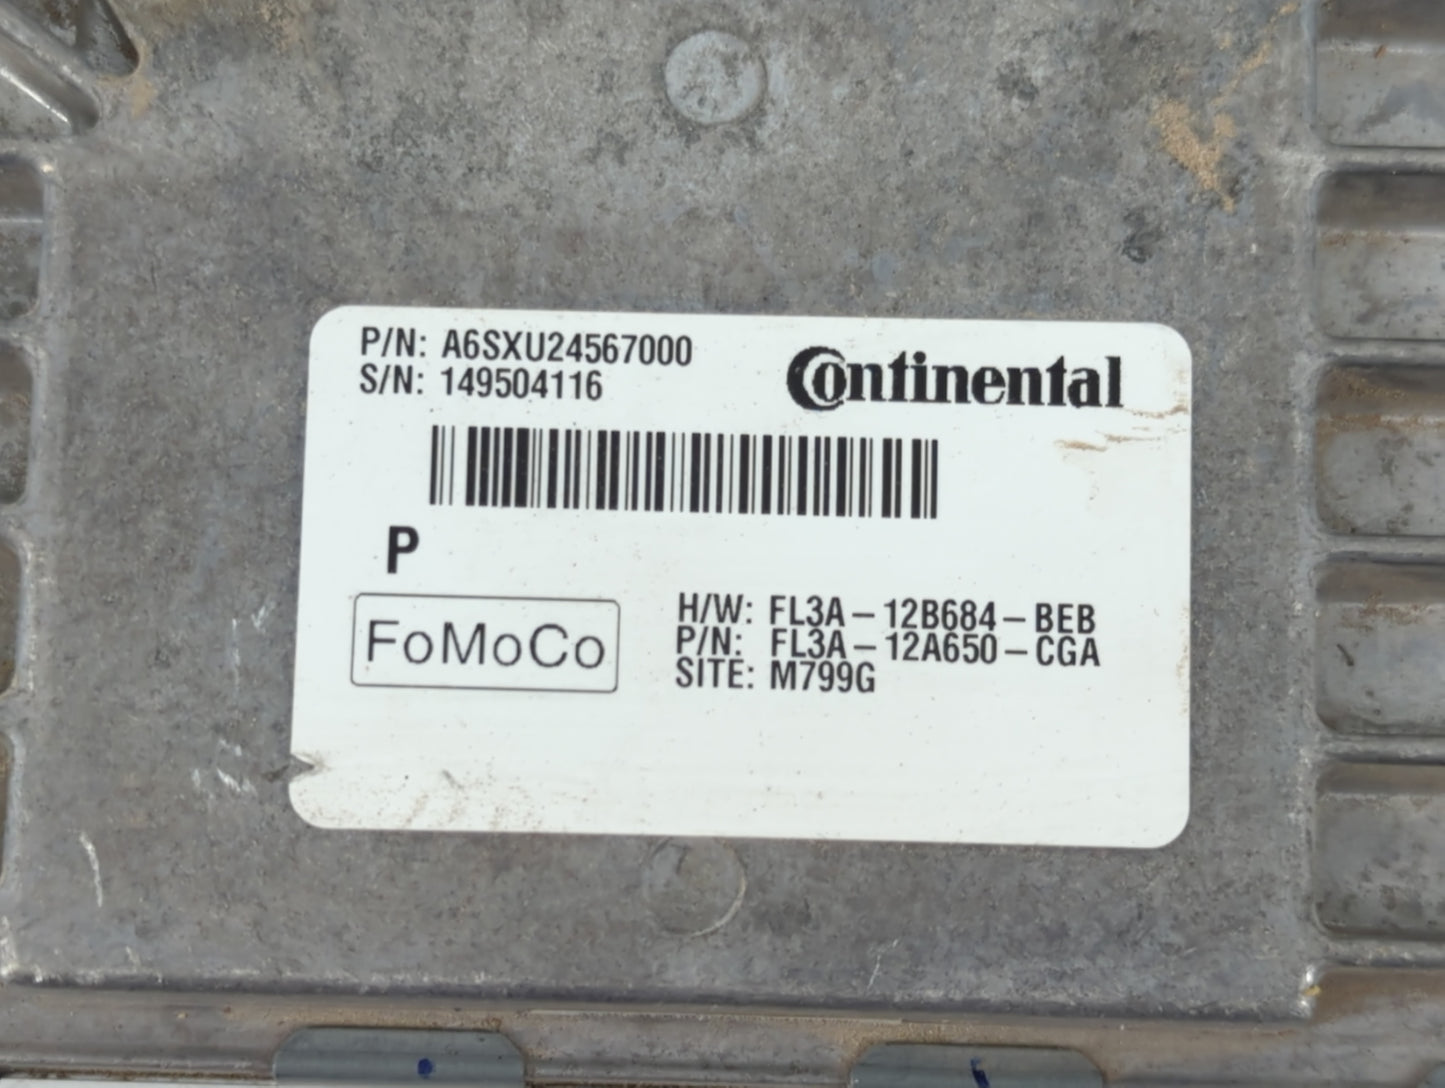 P/N: A6SXU24567000
S/N: 149504116
Continental
P
FoMoCo
H/W: FL3A – 12B684 – BEB
P/N: FL3A – 12A650 – CGA
SITE: M799G